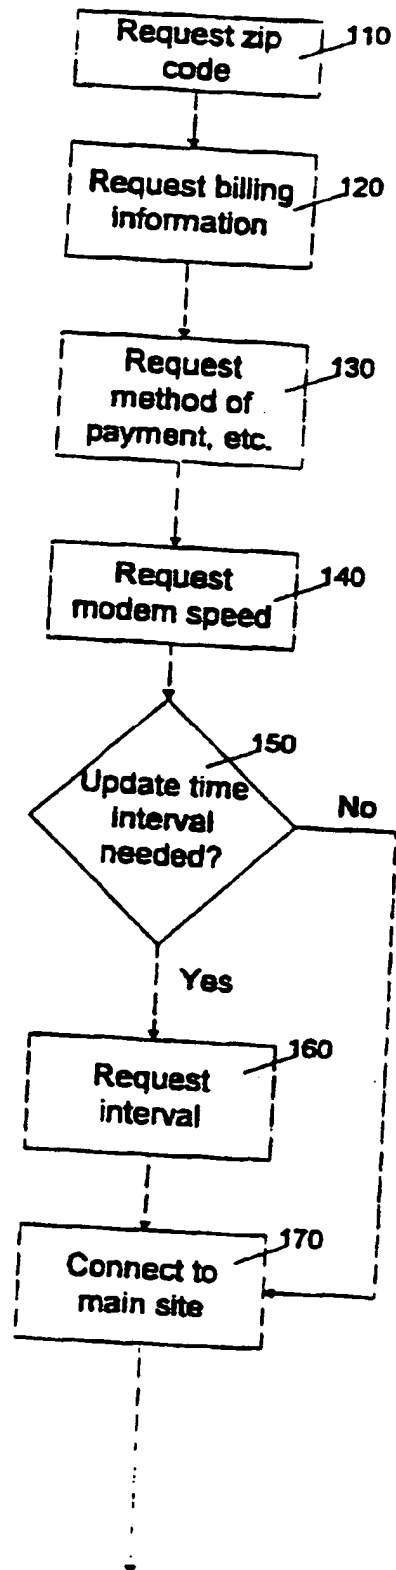 Request zip
code
110
Request billing
information
120
Request
method of
payment, etc.
130
Request
modem speed
140
150
Update time
interval
needed?
No
Yes
Request
interval
160
Connect to
main site
170